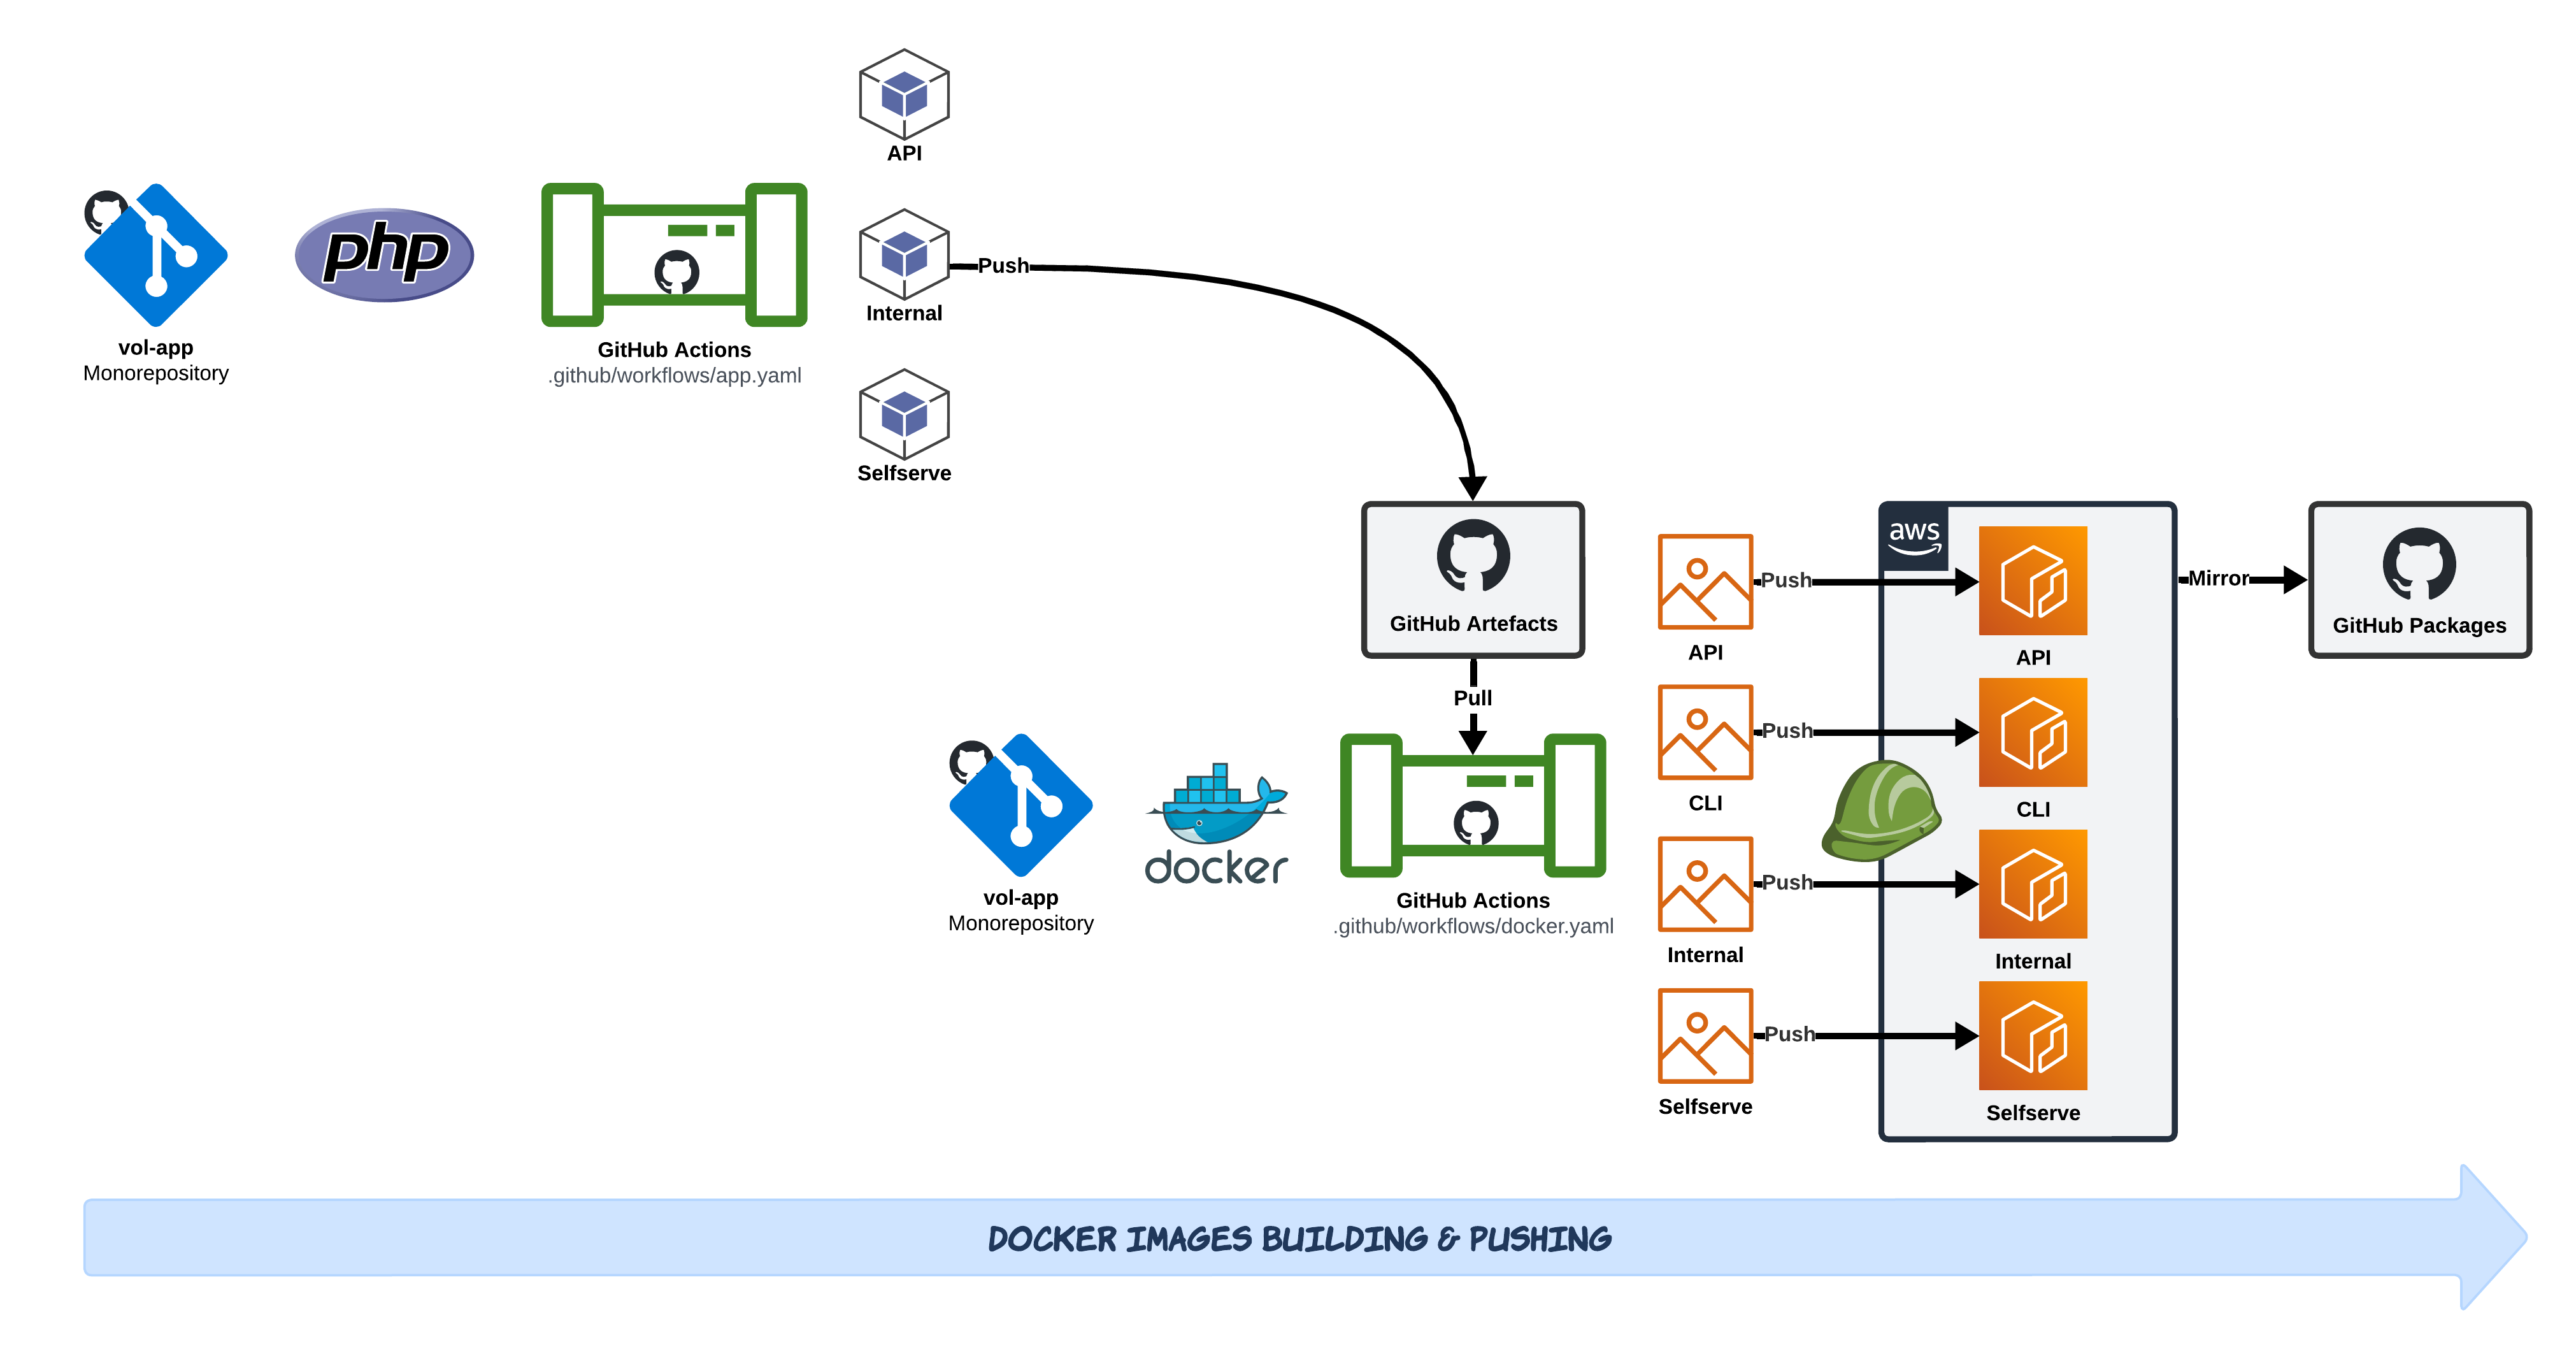 API
php
vol-app
Monorepository
GitHub Actions
.github/workflows/app.yaml
Internal
Push
Selfserve
GitHub Artefacts
Pull
vol-app
Monorepository
docker
GitHub Actions
.github/workflows/docker.yaml
API
Push
CLI
Push
Internal
Push
Selfserve
Push
aws
API
CLI
Internal
Selfserve
Mirror
GitHub Packages
DOCKER IMAGES BUILDING & PUSHING